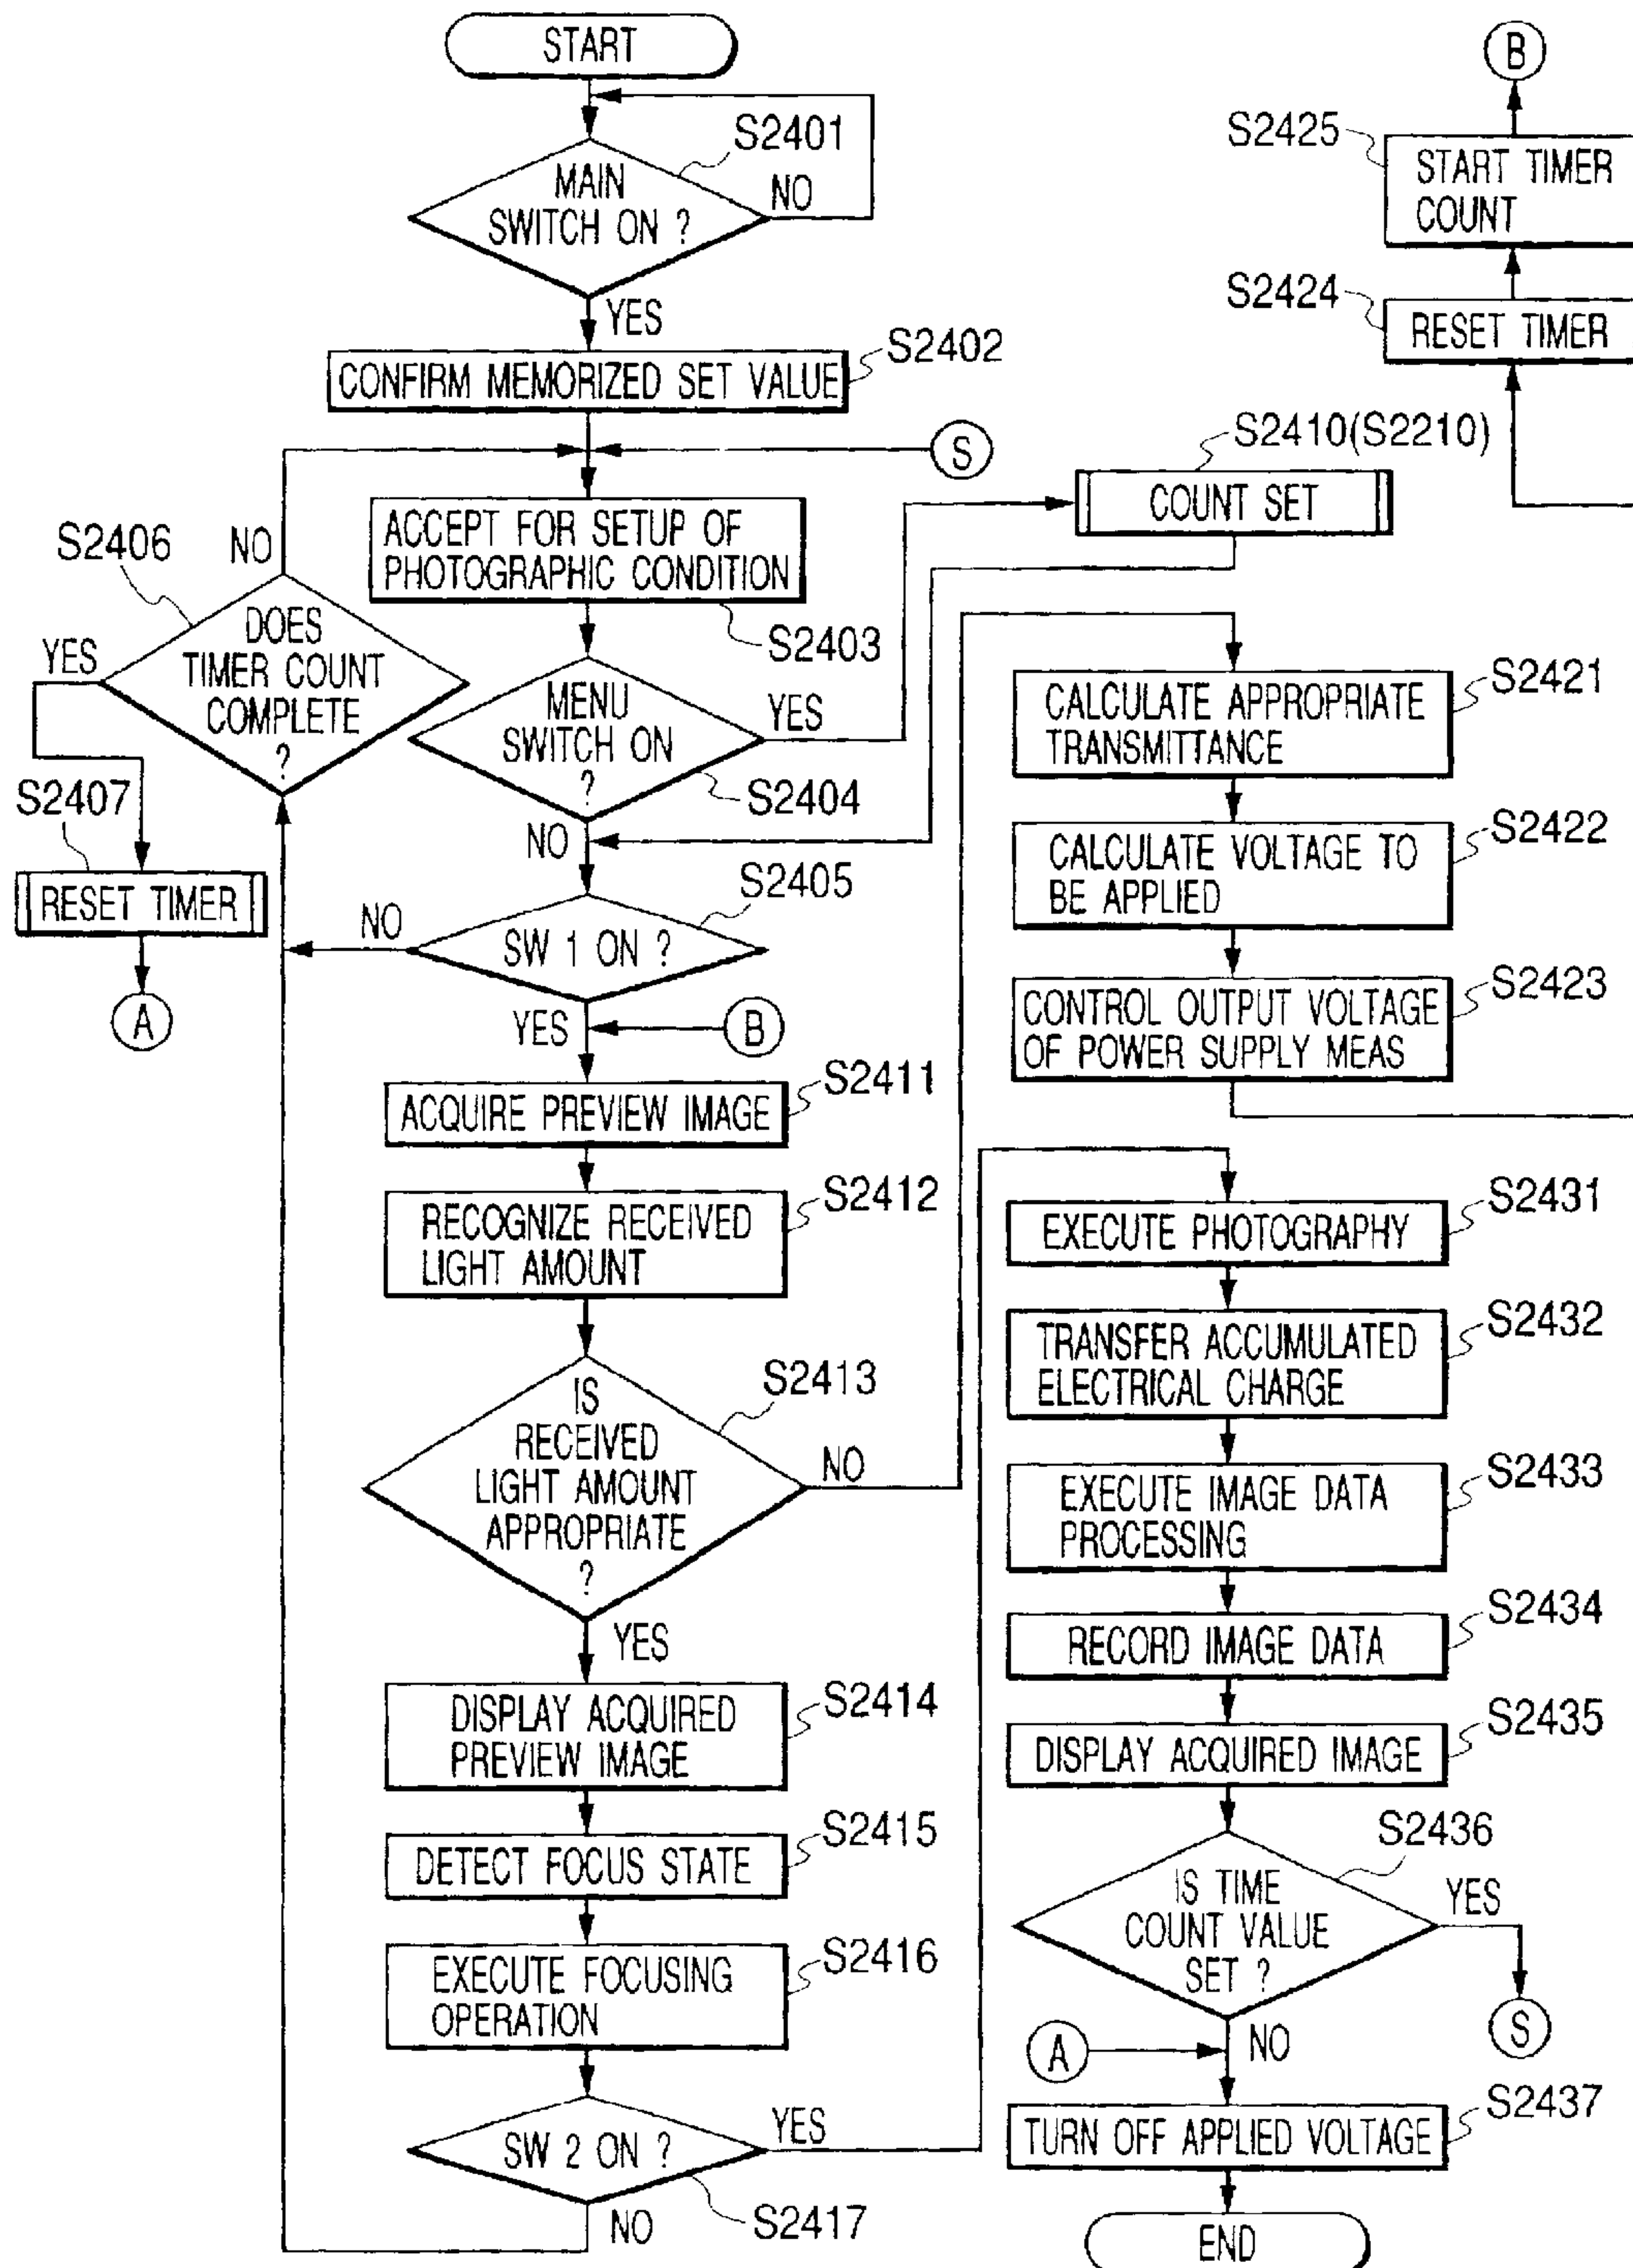 START
S2401
MAIN
SWITCH ON ?
NO
YES
S2402
CONFIRM MEMORIZED SET VALUE
S
ACCEPT FOR SETUP OF
PHOTOGRAPHIC CONDITION
S2403
S2406
NO
DOES
TIMER COUNT
COMPLETE
?
YES
S2407
RESET TIMER
A
MENU
SWITCH ON
?
YES
S2404
NO
S2405
SW 1 ON ?
NO
YES
B
S2411
ACQUIRE PREVIEW IMAGE
S2412
RECOGNIZE RECEIVED
LIGHT AMOUNT
S2413
IS
RECEIVED
LIGHT AMOUNT
APPROPRIATE
?
NO
YES
S2414
DISPLAY ACQUIRED
PREVIEW IMAGE
S2415
DETECT FOCUS STATE
S2416
EXECUTE FOCUSING
OPERATION
SW 2 ON ?
YES
S2417
NO
B
S2425
START TIMER
COUNT
S2424
RESET TIMER
S2410(S2210)
COUNT SET
S2421
CALCULATE APPROPRIATE
TRANSMITTANCE
S2422
CALCULATE VOLTAGE TO
BE APPLIED
S2423
CONTROL OUTPUT VOLTAGE
OF POWER SUPPLY MEAS
S2431
EXECUTE PHOTOGRAPHY
S2432
TRANSFER ACCUMULATED
ELECTRICAL CHARGE
S2433
EXECUTE IMAGE DATA
PROCESSING
S2434
RECORD IMAGE DATA
S2435
DISPLAY ACQUIRED IMAGE
S2436
IS TIME
COUNT VALUE
SET ?
YES
S
A
NO
S2437
TURN OFF APPLIED VOLTAGE
END